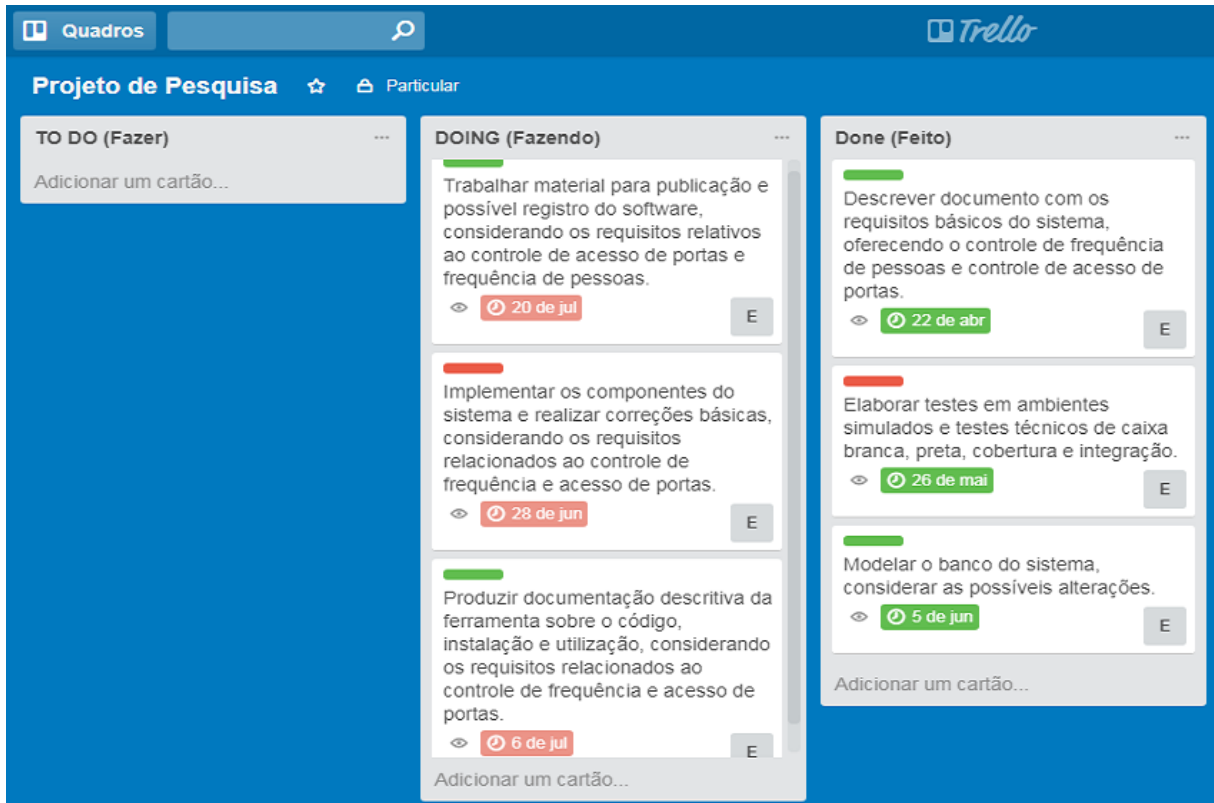 Quadros
Trello
Projeto de Pesquisa
Particular
TO DO (Fazer)
Adicionar um cartão...
DOING (Fazendo)
Trabalhar material para publicação e
possível registro do software,
considerando os requisitos relativos
ao controle de acesso de portas e
frequência de pessoas.
20 de jul
E
Implementar os componentes do
sistema e realizar correções básicas,
considerando os requisitos
relacionados ao controle de
frequência e acesso de portas.
28 de jun
E
Produzir documentação descritiva da
ferramenta sobre o código,
instalação e utilização, considerando
os requisitos relacionados ao
controle de frequência e acesso de
portas.
6 de jul
E
Adicionar um cartão...
Done (Feito)
Descrever documento com os
requisitos básicos do sistema,
oferecendo o controle de frequência
de pessoas e controle de acesso de
portas.
22 de abr
E
Elaborar testes em ambientes
simulados e testes técnicos de caixa
branca, preta, cobertura e integração.
26 de mai
E
Modelar o banco do sistema,
considerar as possíveis alterações.
5 de jun
E
Adicionar um cartão...